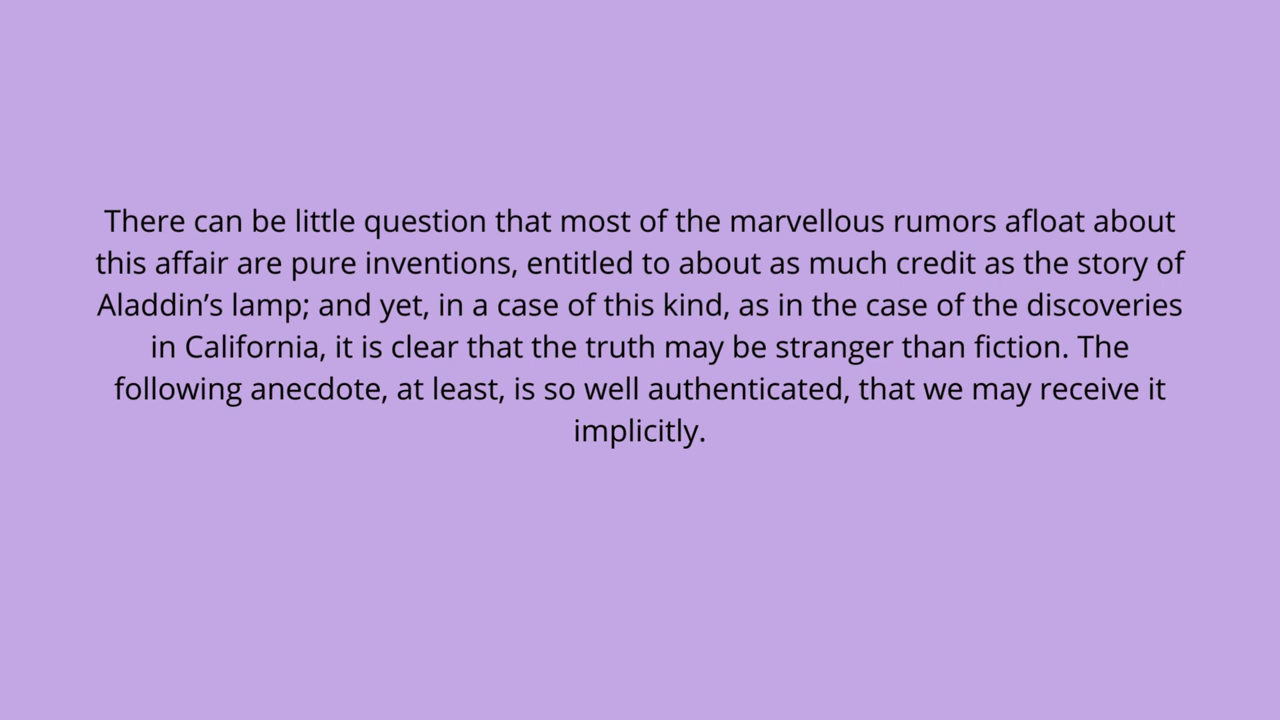 There can be little question that most of the marvellous rumors afloat about
this affair are pure inventions, entitled to about as much credit as the story of
Aladdin’s lamp; and yet, in a case of this kind, as in the case of the discoveries
in California, it is clear that the truth may be stranger than fiction. The
following anecdote, at least, is so well authenticated, that we may receive it
implicitly.